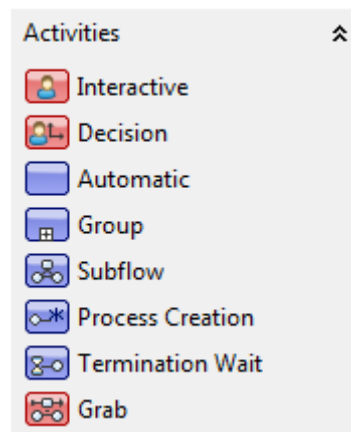 Activities
Interactive
Decision
Automatic
Group
Subflow
Process Creation
Termination Wait
Grab